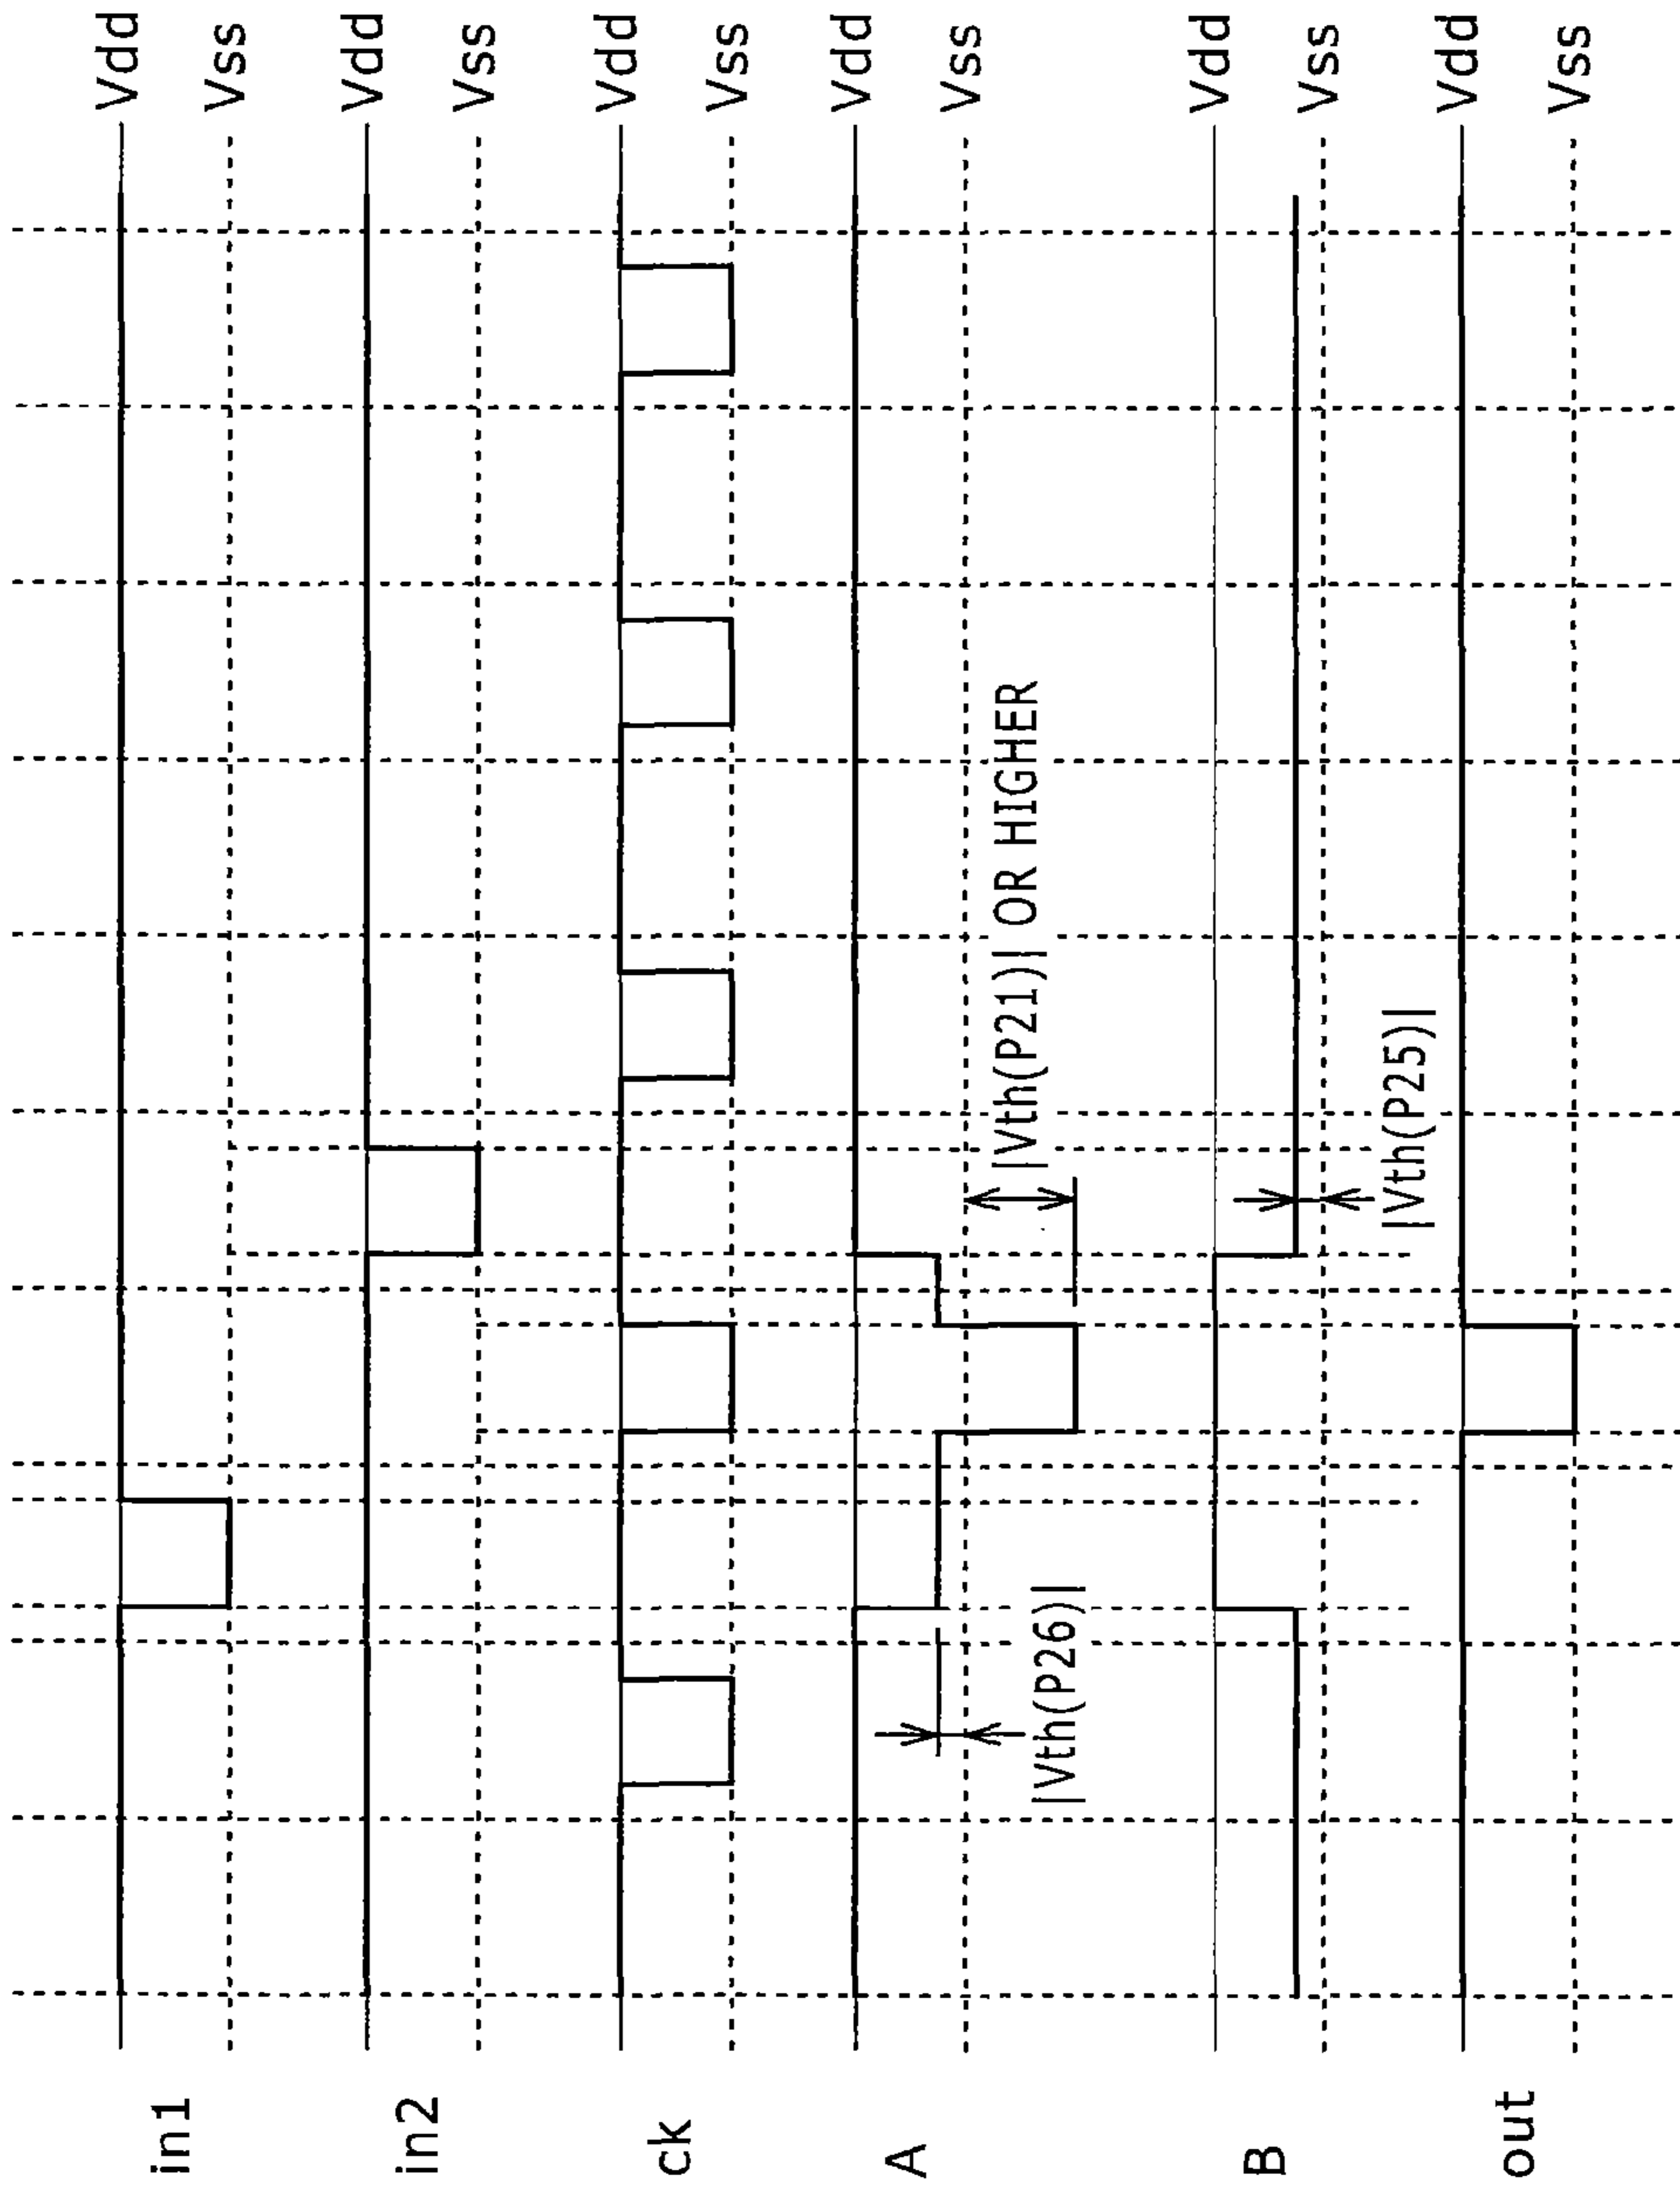 in1 Vdd
Vss
in2 Vdd
Vss
ck Vdd
Vss
A Vdd
Vss
|Vth(P26)| |Vth(P21)| OR HIGHER
B Vdd
Vss
|Vth(P25)|
out Vdd
Vss